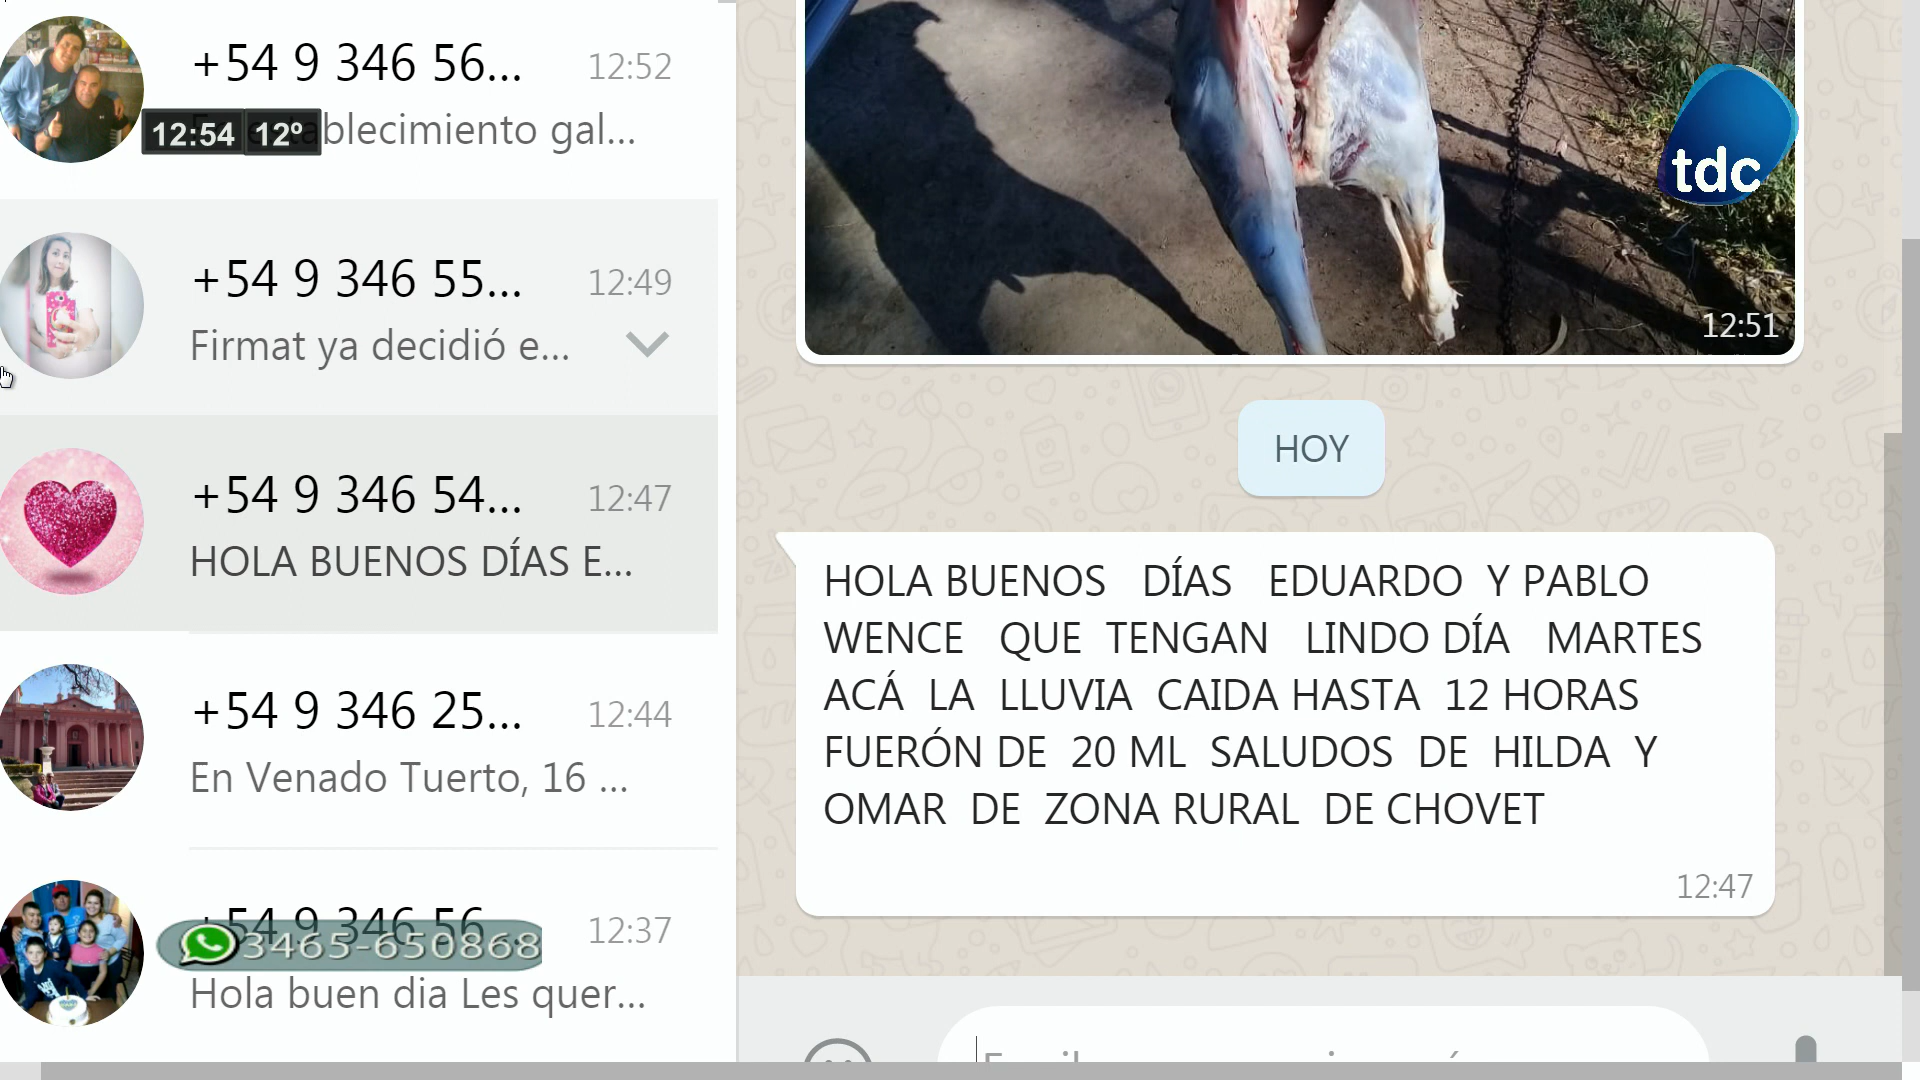 +54 9 346 56... 12:52
12:54 12º
blecimiento gal...
+54 9 346 55... 12:49
Firmat ya decidió e...
+54 9 346 54... 12:47
HOLA BUENOS DÍAS E...
+54 9 346 25... 12:44
En Venado Tuerto, 16 ...
+54 9 346 56... 12:37
3465-650868
Hola buen dia Les quer...
tdc
12:51
HOY
HOLA BUENOS DÍAS EDUARDO Y PABLO
WENCE QUE TENGAN LINDO DÍA MARTES
ACÁ LA LLUVIA CAIDA HASTA 12 HORAS
FUERÓN DE 20 ML SALUDOS DE HILDA Y
OMAR DE ZONA RURAL DE CHOVET
12:47